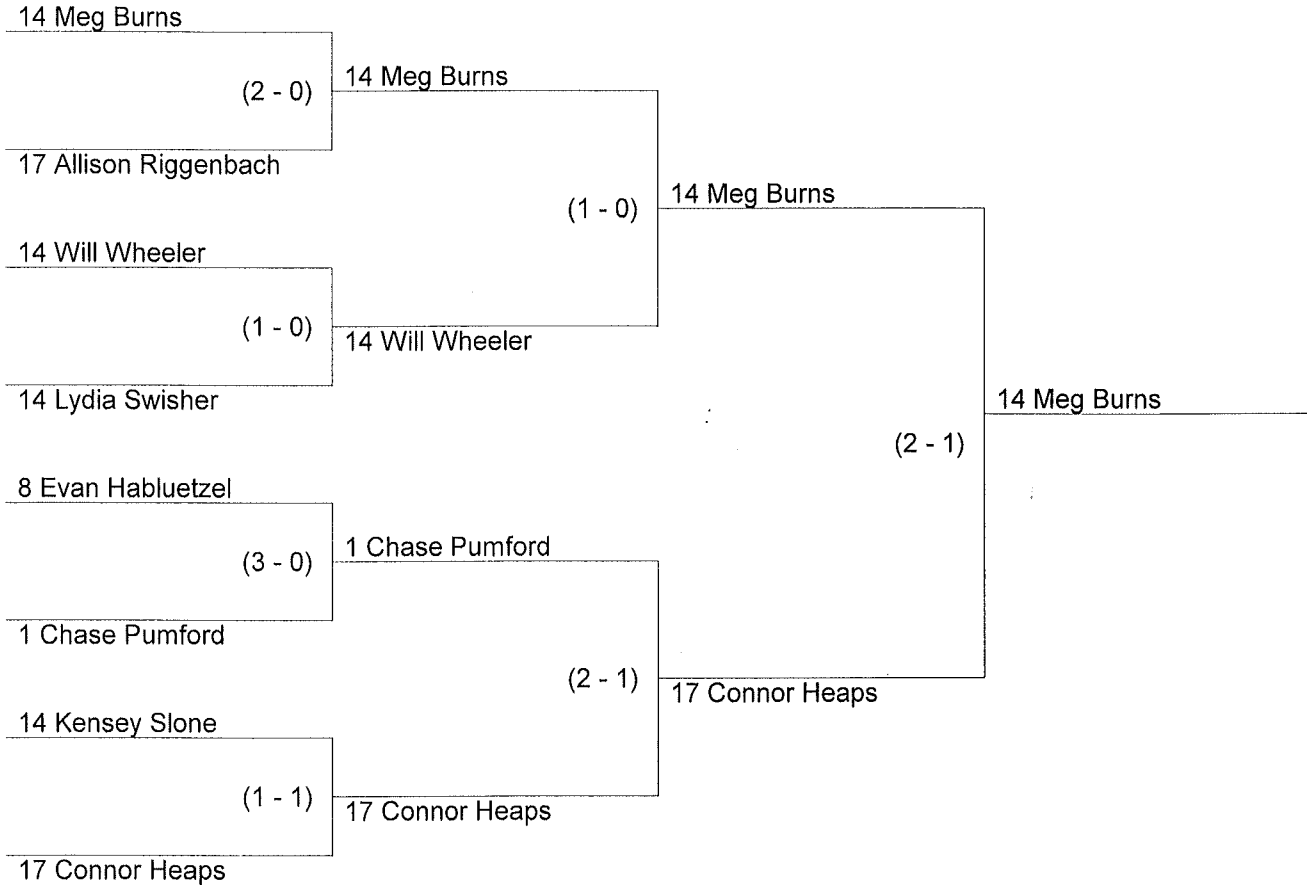 14 Meg Burns
(2 - 0)
17 Allison Riggenbach
14 Will Wheeler
(1 - 0)
14 Lydia Swisher
8 Evan Habluetzel
(3 - 0)
1 Chase Pumford
14 Kensey Slone
(1 - 1)
17 Connor Heaps
14 Meg Burns
(1 - 0)
14 Will Wheeler
1 Chase Pumford
(2 - 1)
17 Connor Heaps
14 Meg Burns
(2 - 1)
17 Connor Heaps
14 Meg Burns